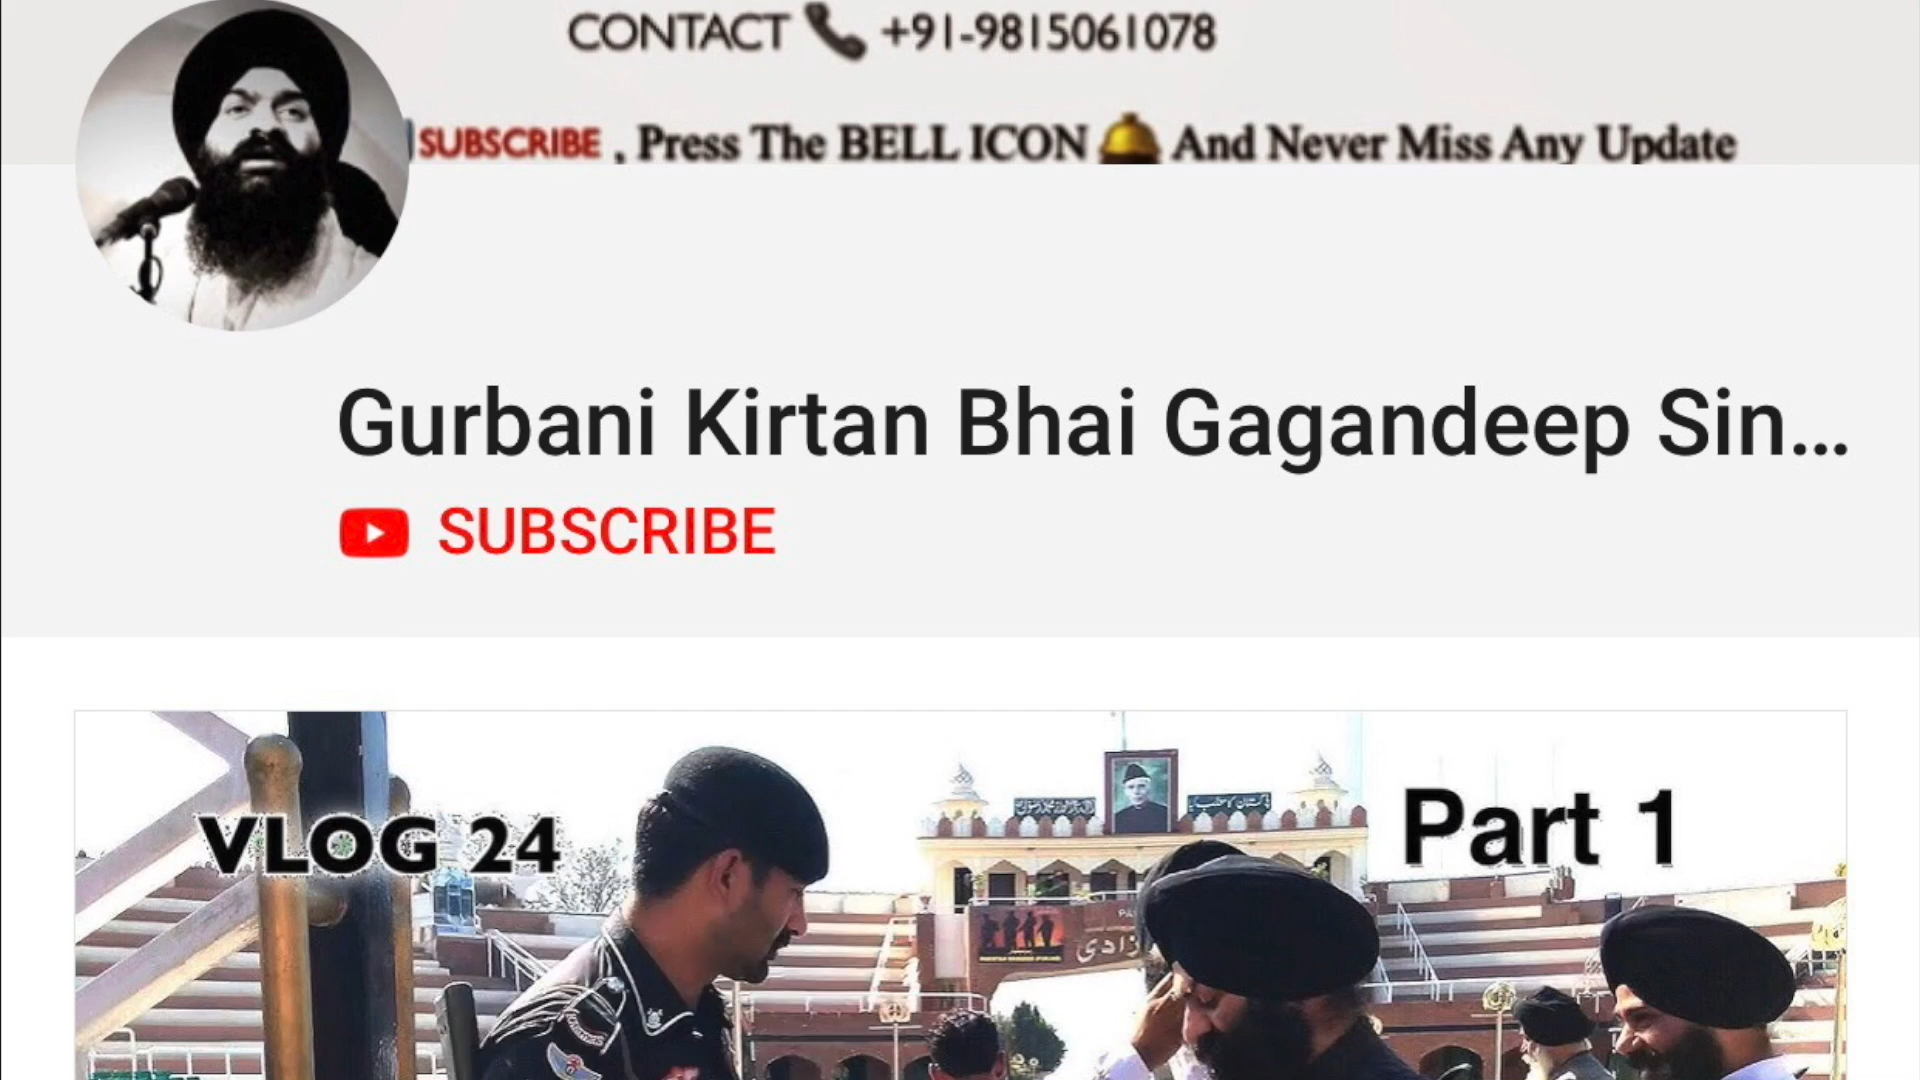 CONTACT +91-9815061078
SUBSCRIBE , Press The BELL ICON And Never Miss Any Update
Gurbani Kirtan Bhai Gagandeep Sin...
SUBSCRIBE
VLOG 24
Part 1